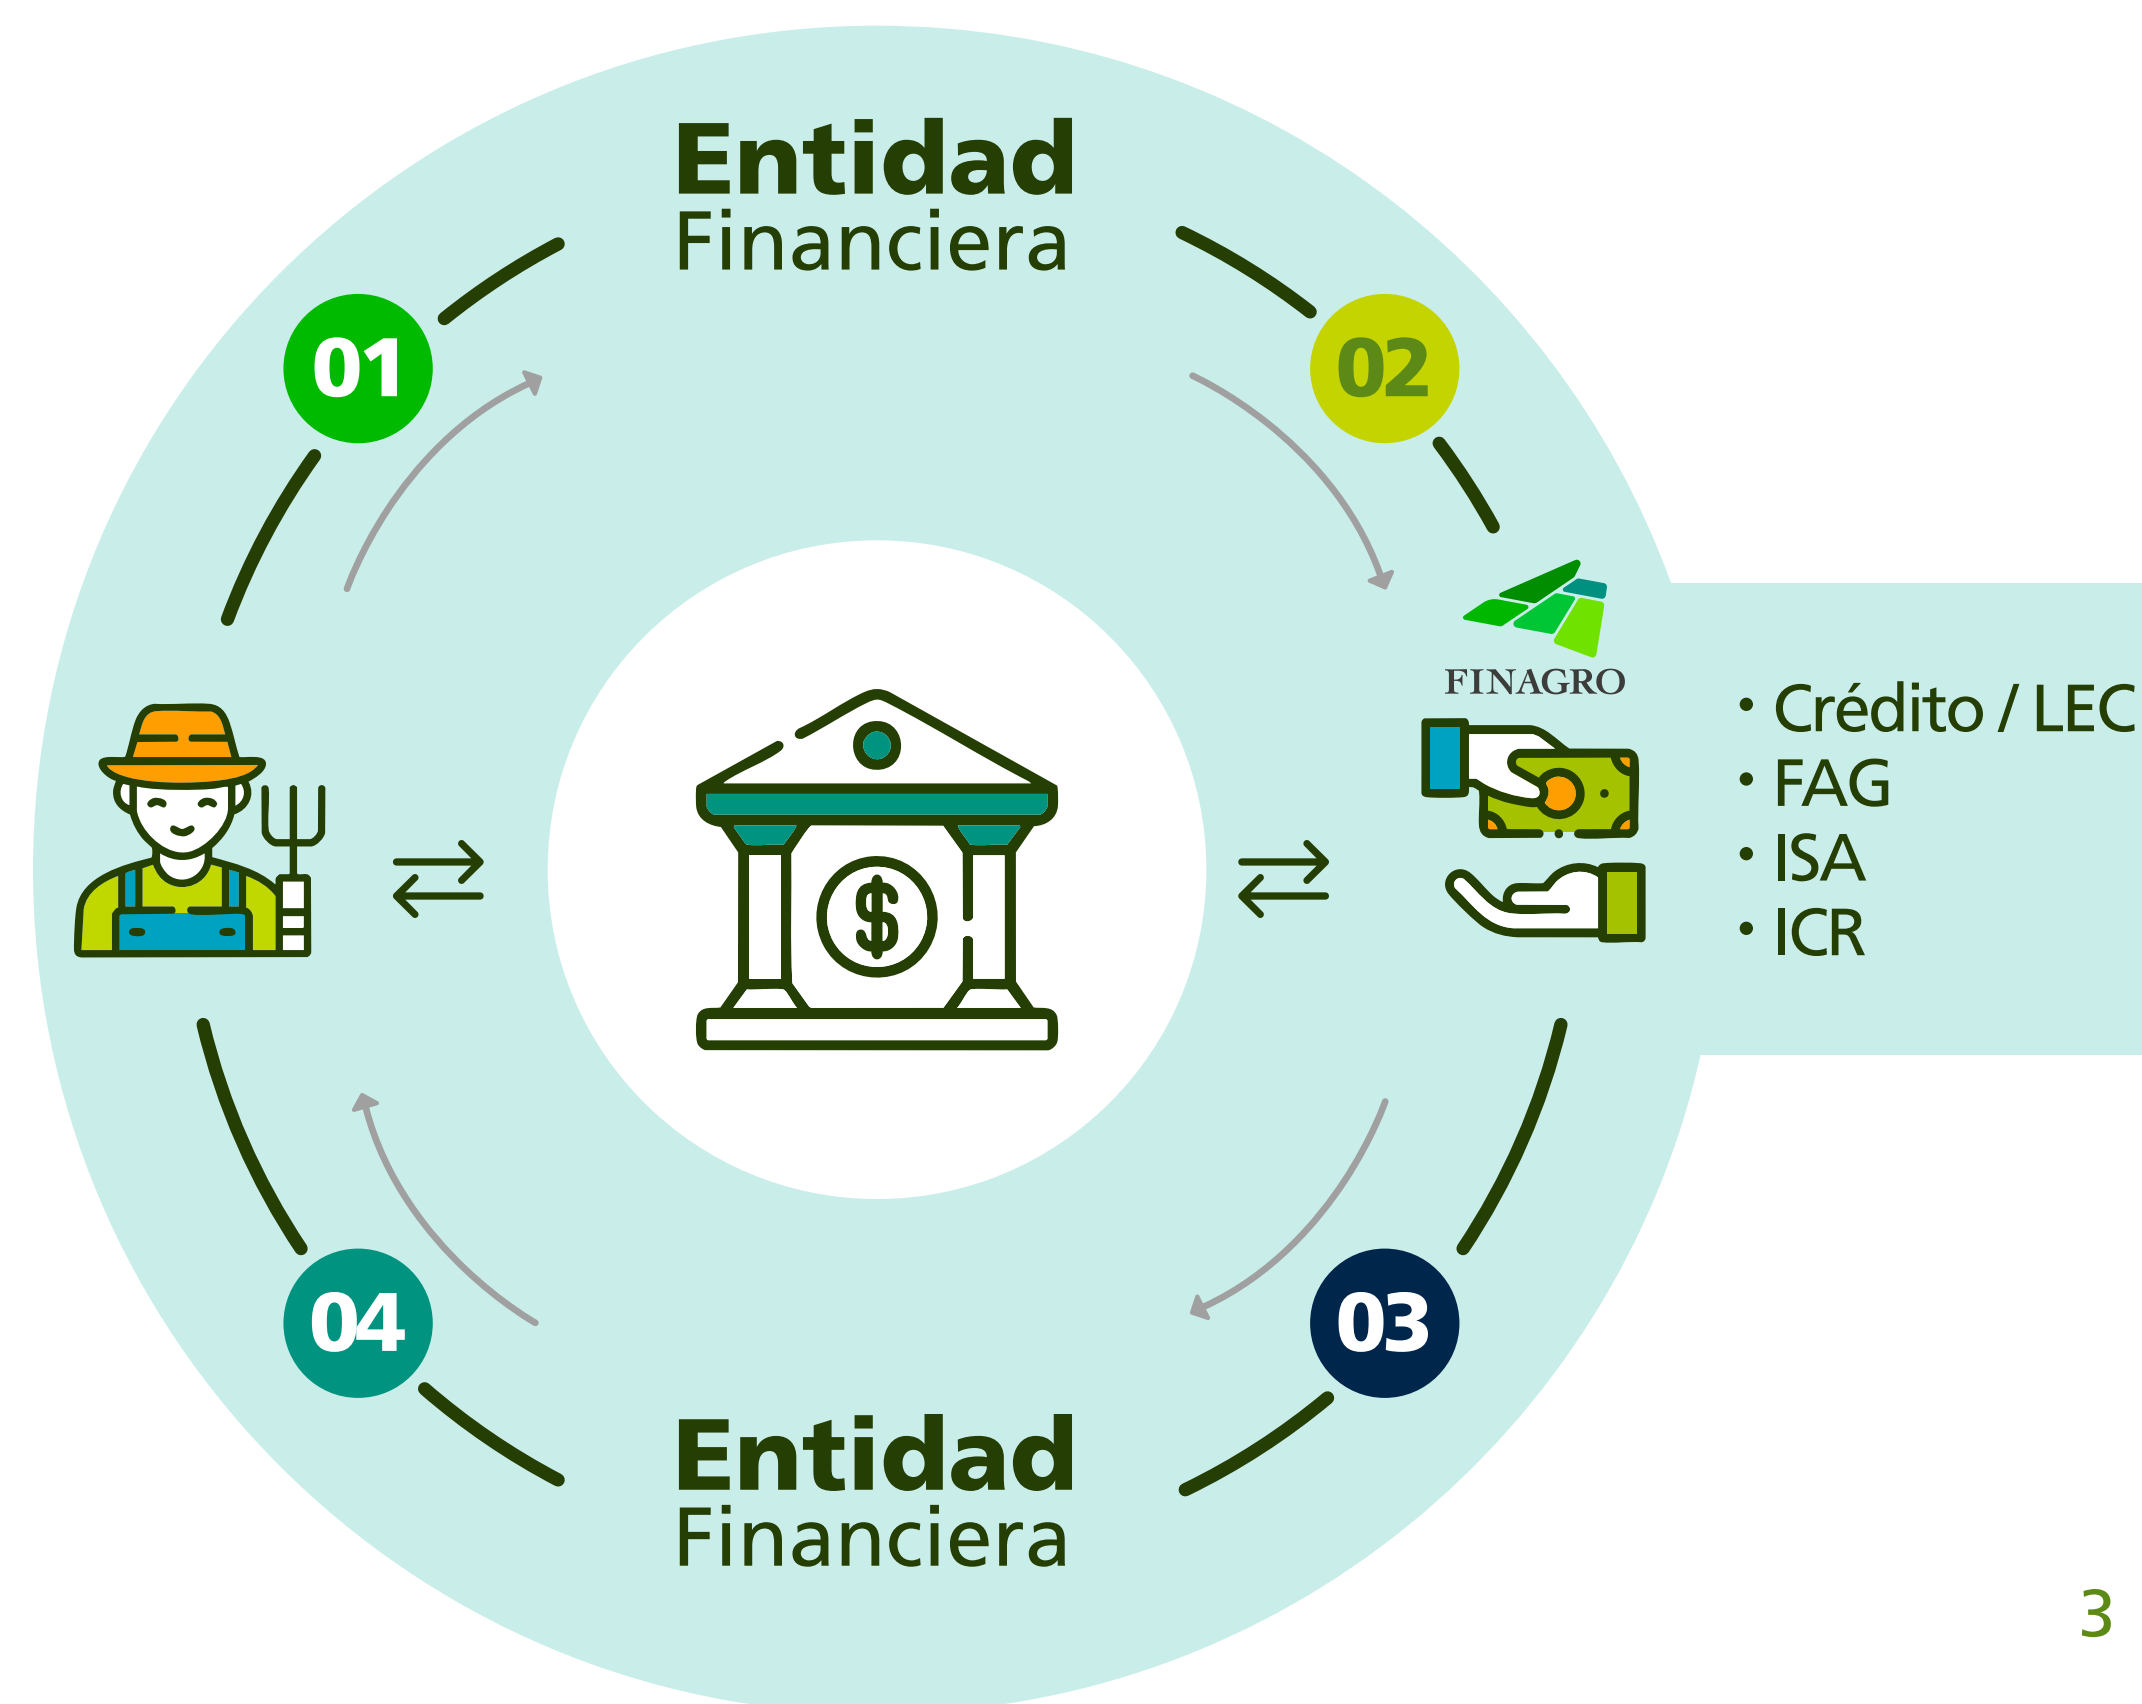 Entidad
Financiera
01
02
FINAGRO
$
• Crédito / LEC
• FAG
• ISA
• ICR
04
03
Entidad
Financiera
3